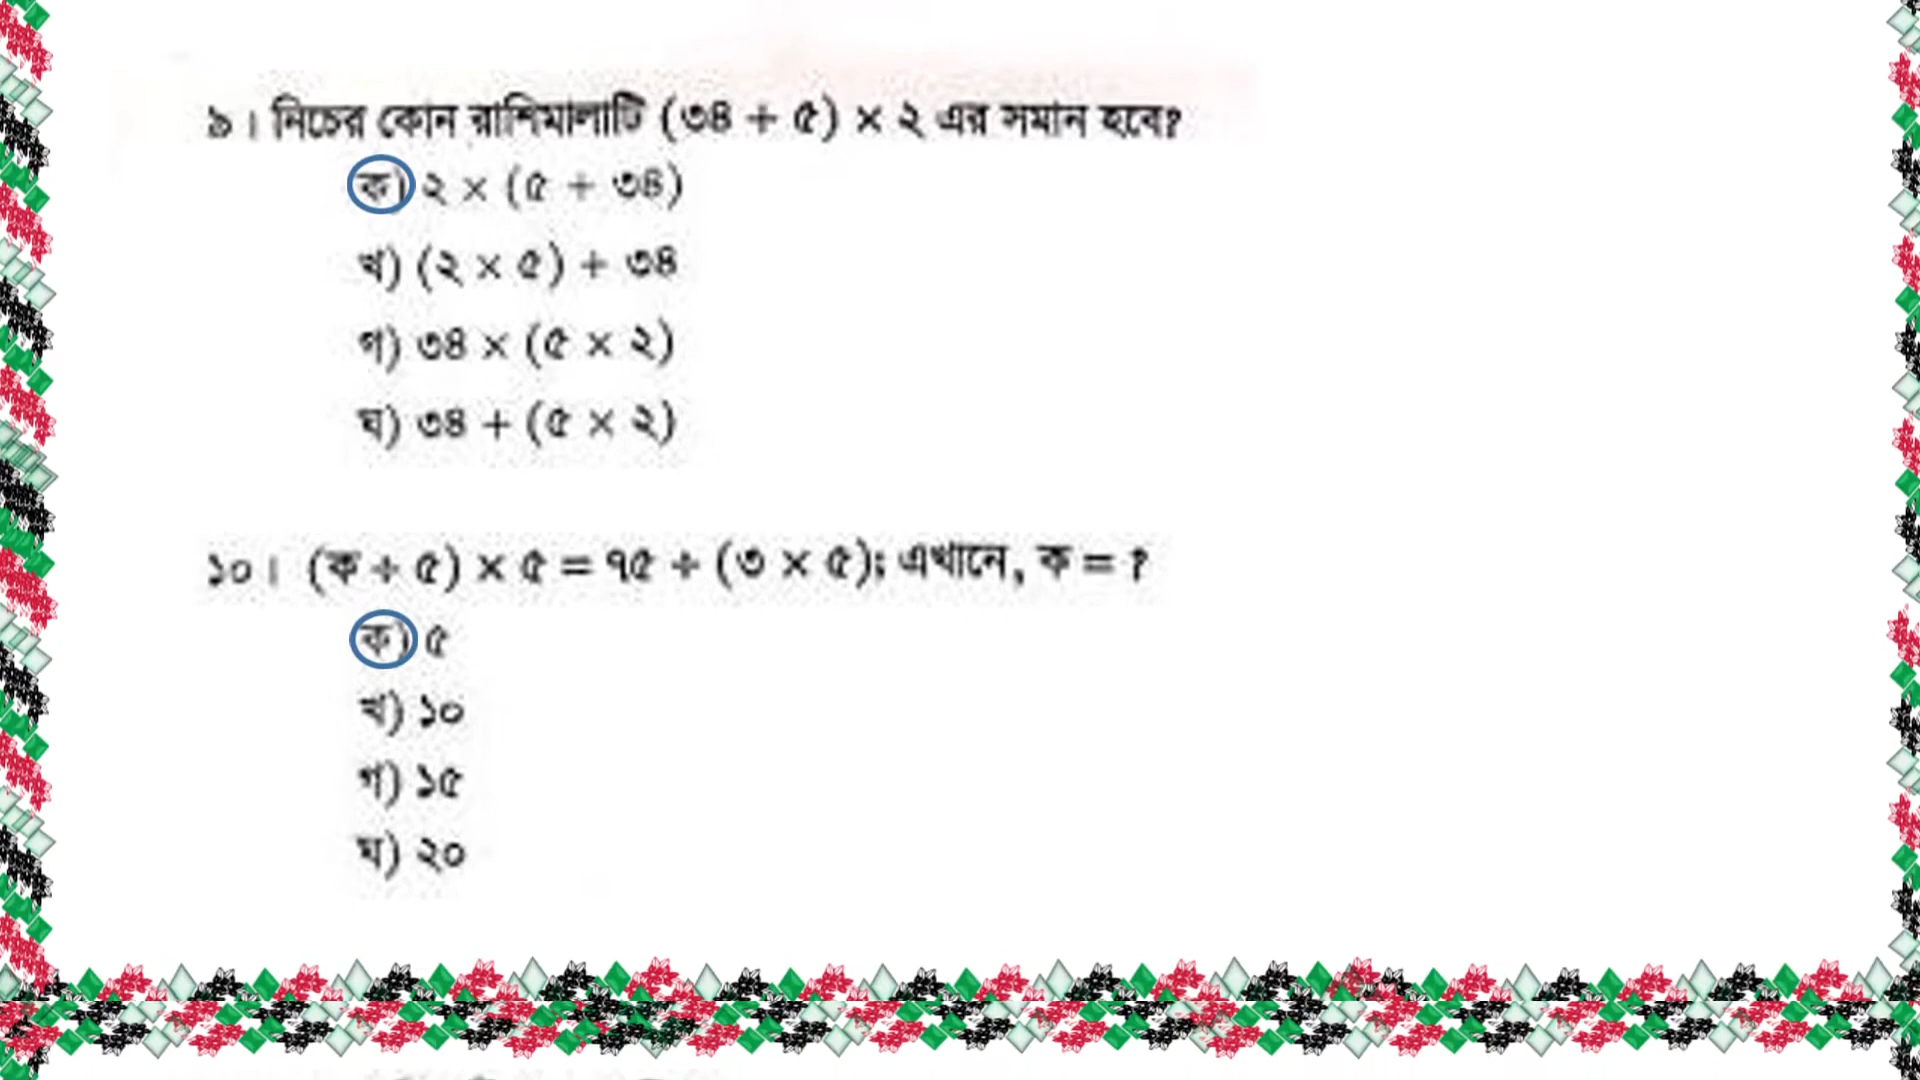 ৯। নিচের কোন রাশিমালাটি (৩৪ + ৫) × ২ এর সমান হবে?
ক) ২ × (৫ + ৩৪)
খ) (২ × ৫) + ৩৪
গ) ৩৪ × (৫ × ২)
ঘ) ৩৪ + (৫ × ২)
১০। (ক ÷ ৫) × ৫ = ৭৫ ÷ (৩ × ৫); এখানে, ক = ?
ক) ৫
খ) ১০
গ) ১৫
ঘ) ২০